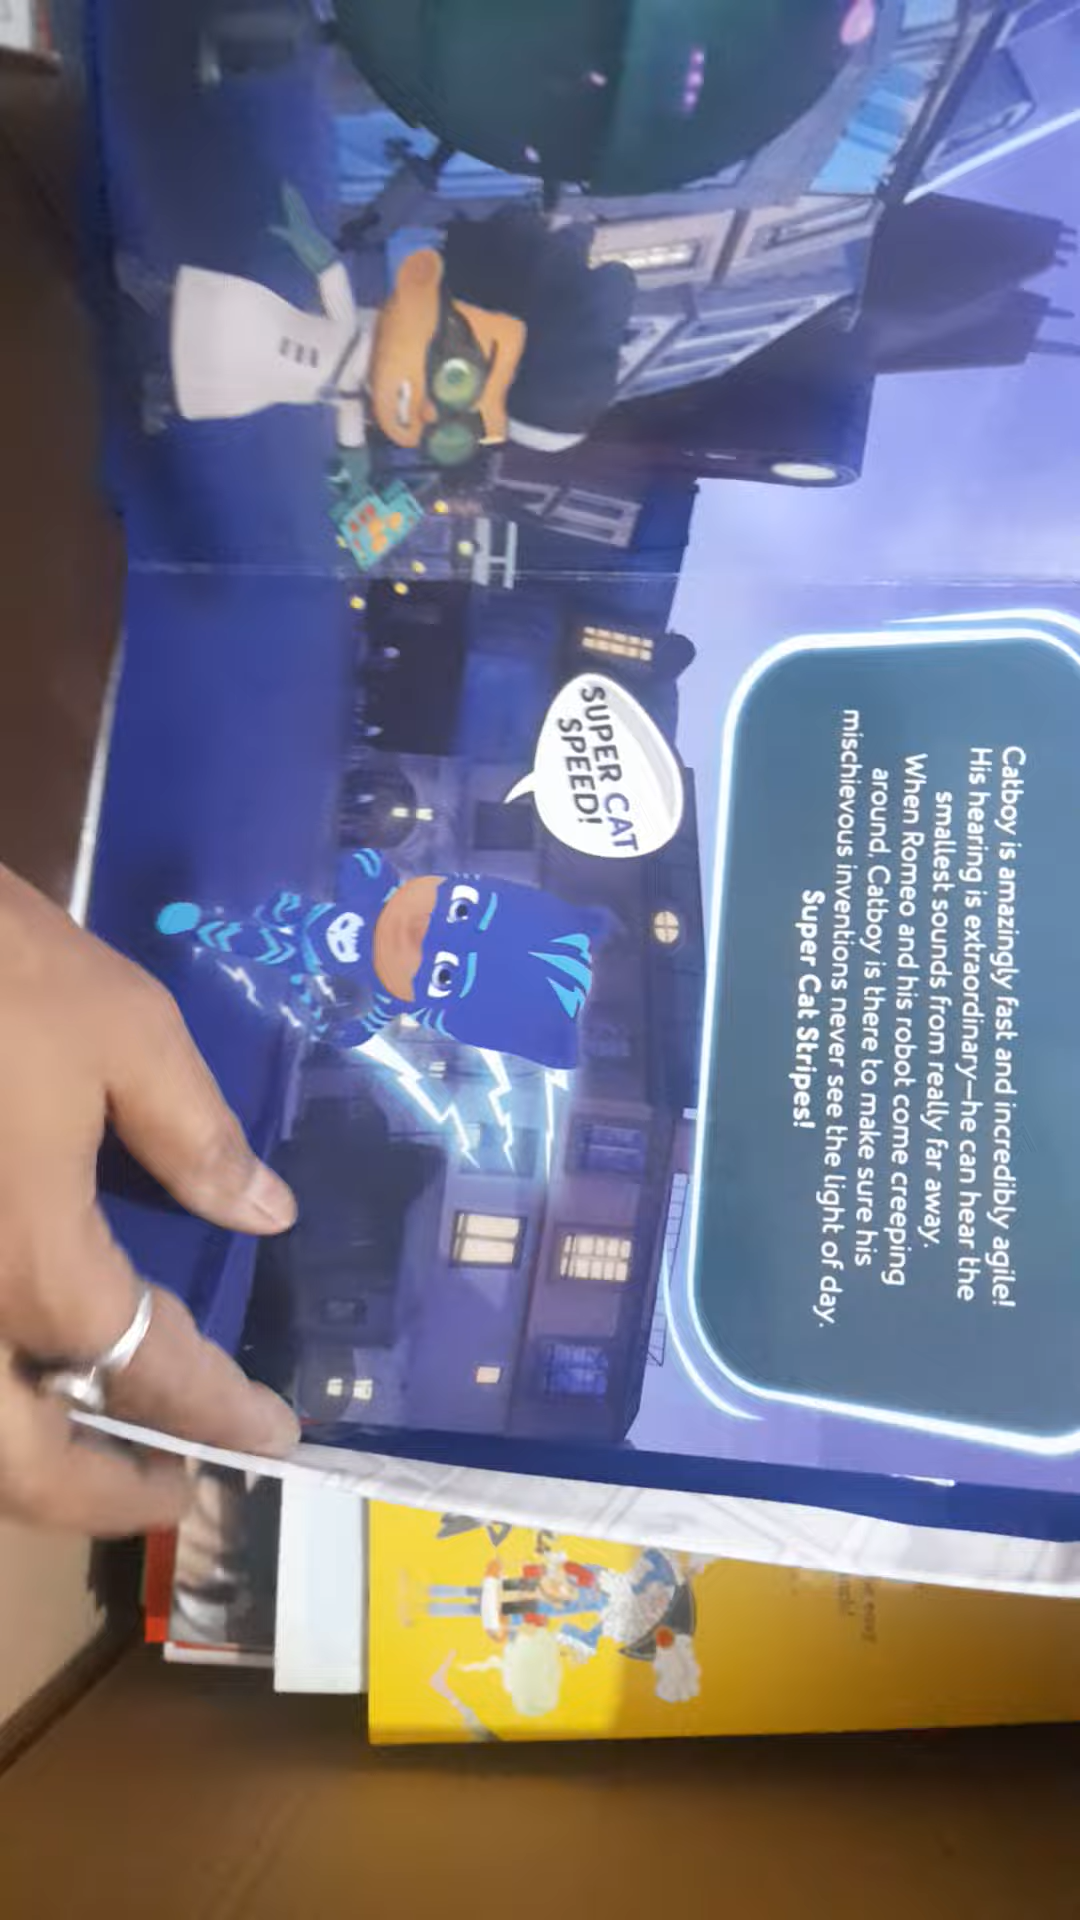 Catboy is amazingly fast and incredibly agile!
His hearing is extraordinary—he can hear the
smallest sounds from really far away.
When Romeo and his robot come creeping
around, Catboy is there to make sure his
mischievous inventions never see the light of day.
Super Cat Stripes!
SUPER CAT
SPEED!